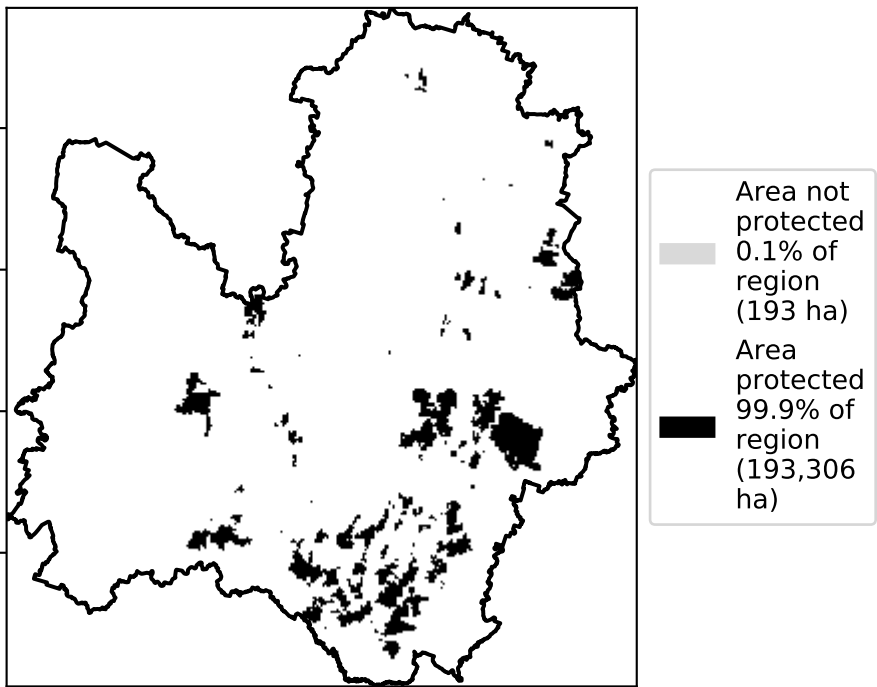 Area not
protected
0.1% of
region
(193 ha)
Area
protected
99.9% of
region
(193,306
ha)